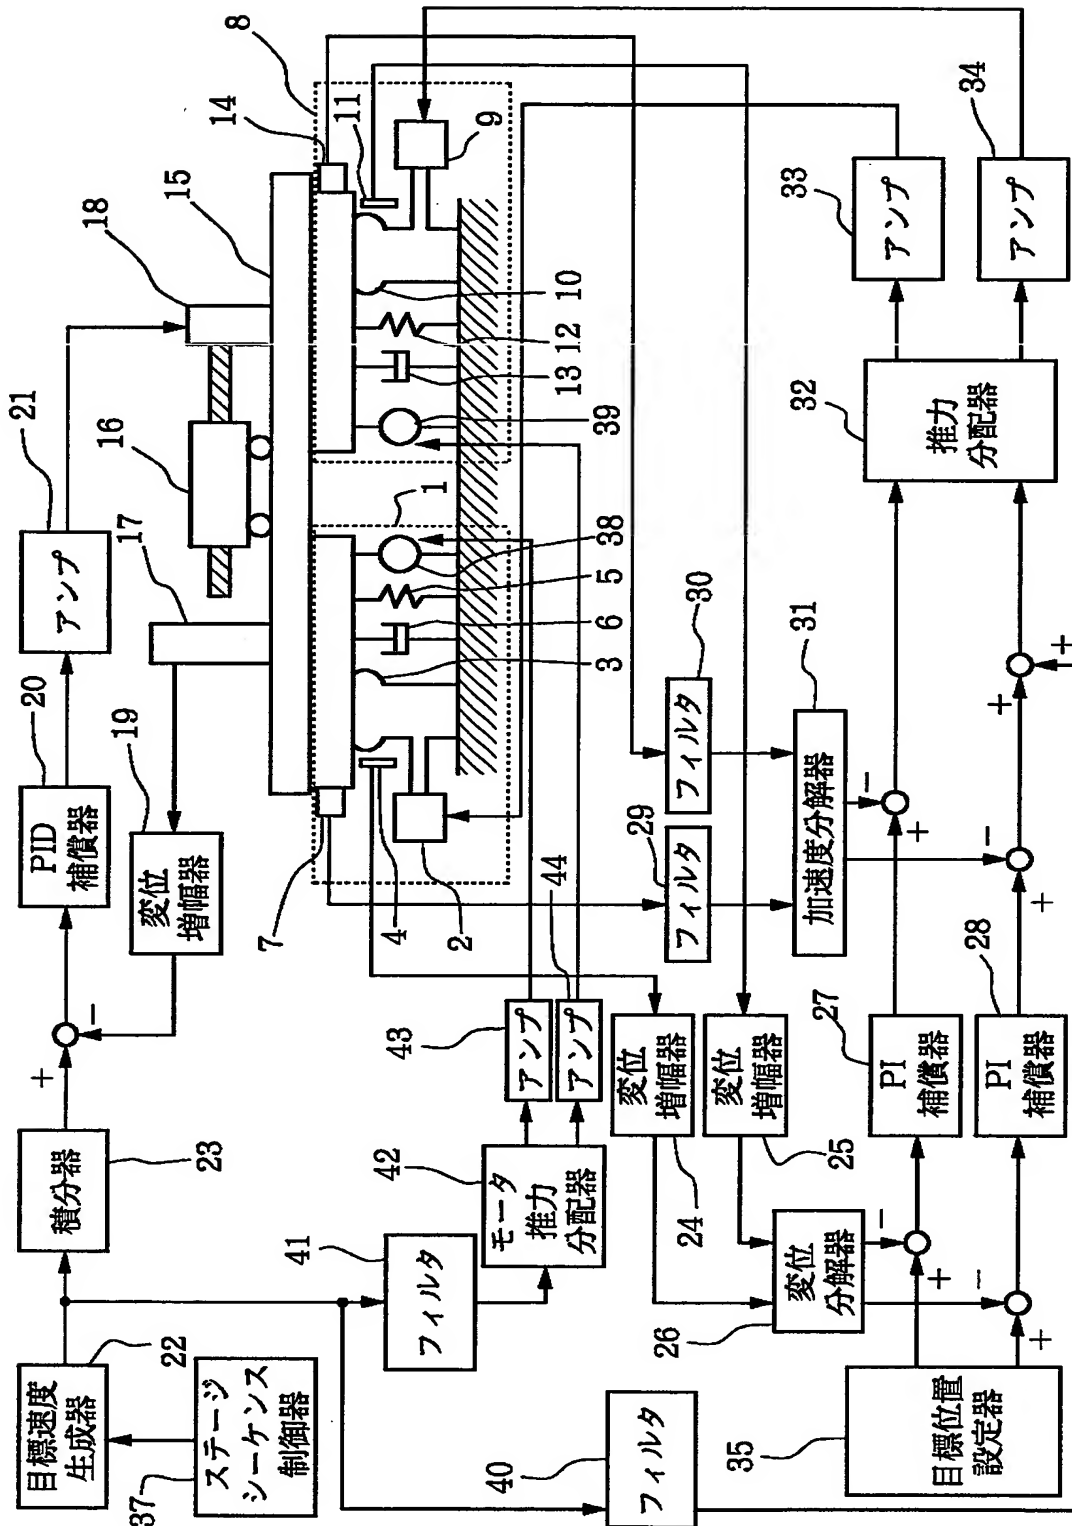 目標速度
生成器
22
ステージ
シーケンス
制御器
37
積分器
23
+
−
PID
補償器
20
変位
増幅器
19
アンプ
21
17
16
18
15
14
8
11
9
10
12
13
39
1
38
5
6
3
7
4
2
フィルタ
41
モータ
推力
分配器
42
アンプ
43
アンプ
44
変位
増幅器
24
変位
増幅器
25
変位
分解器
26
フィルタ
29
フィルタ
30
加速度分解器
31
フィルタ
40
目標位置
設定器
35
+
−
+
−
PI
補償器
27
PI
補償器
28
+
−
+
−
+
+
推力
分配器
32
アンプ
33
アンプ
34